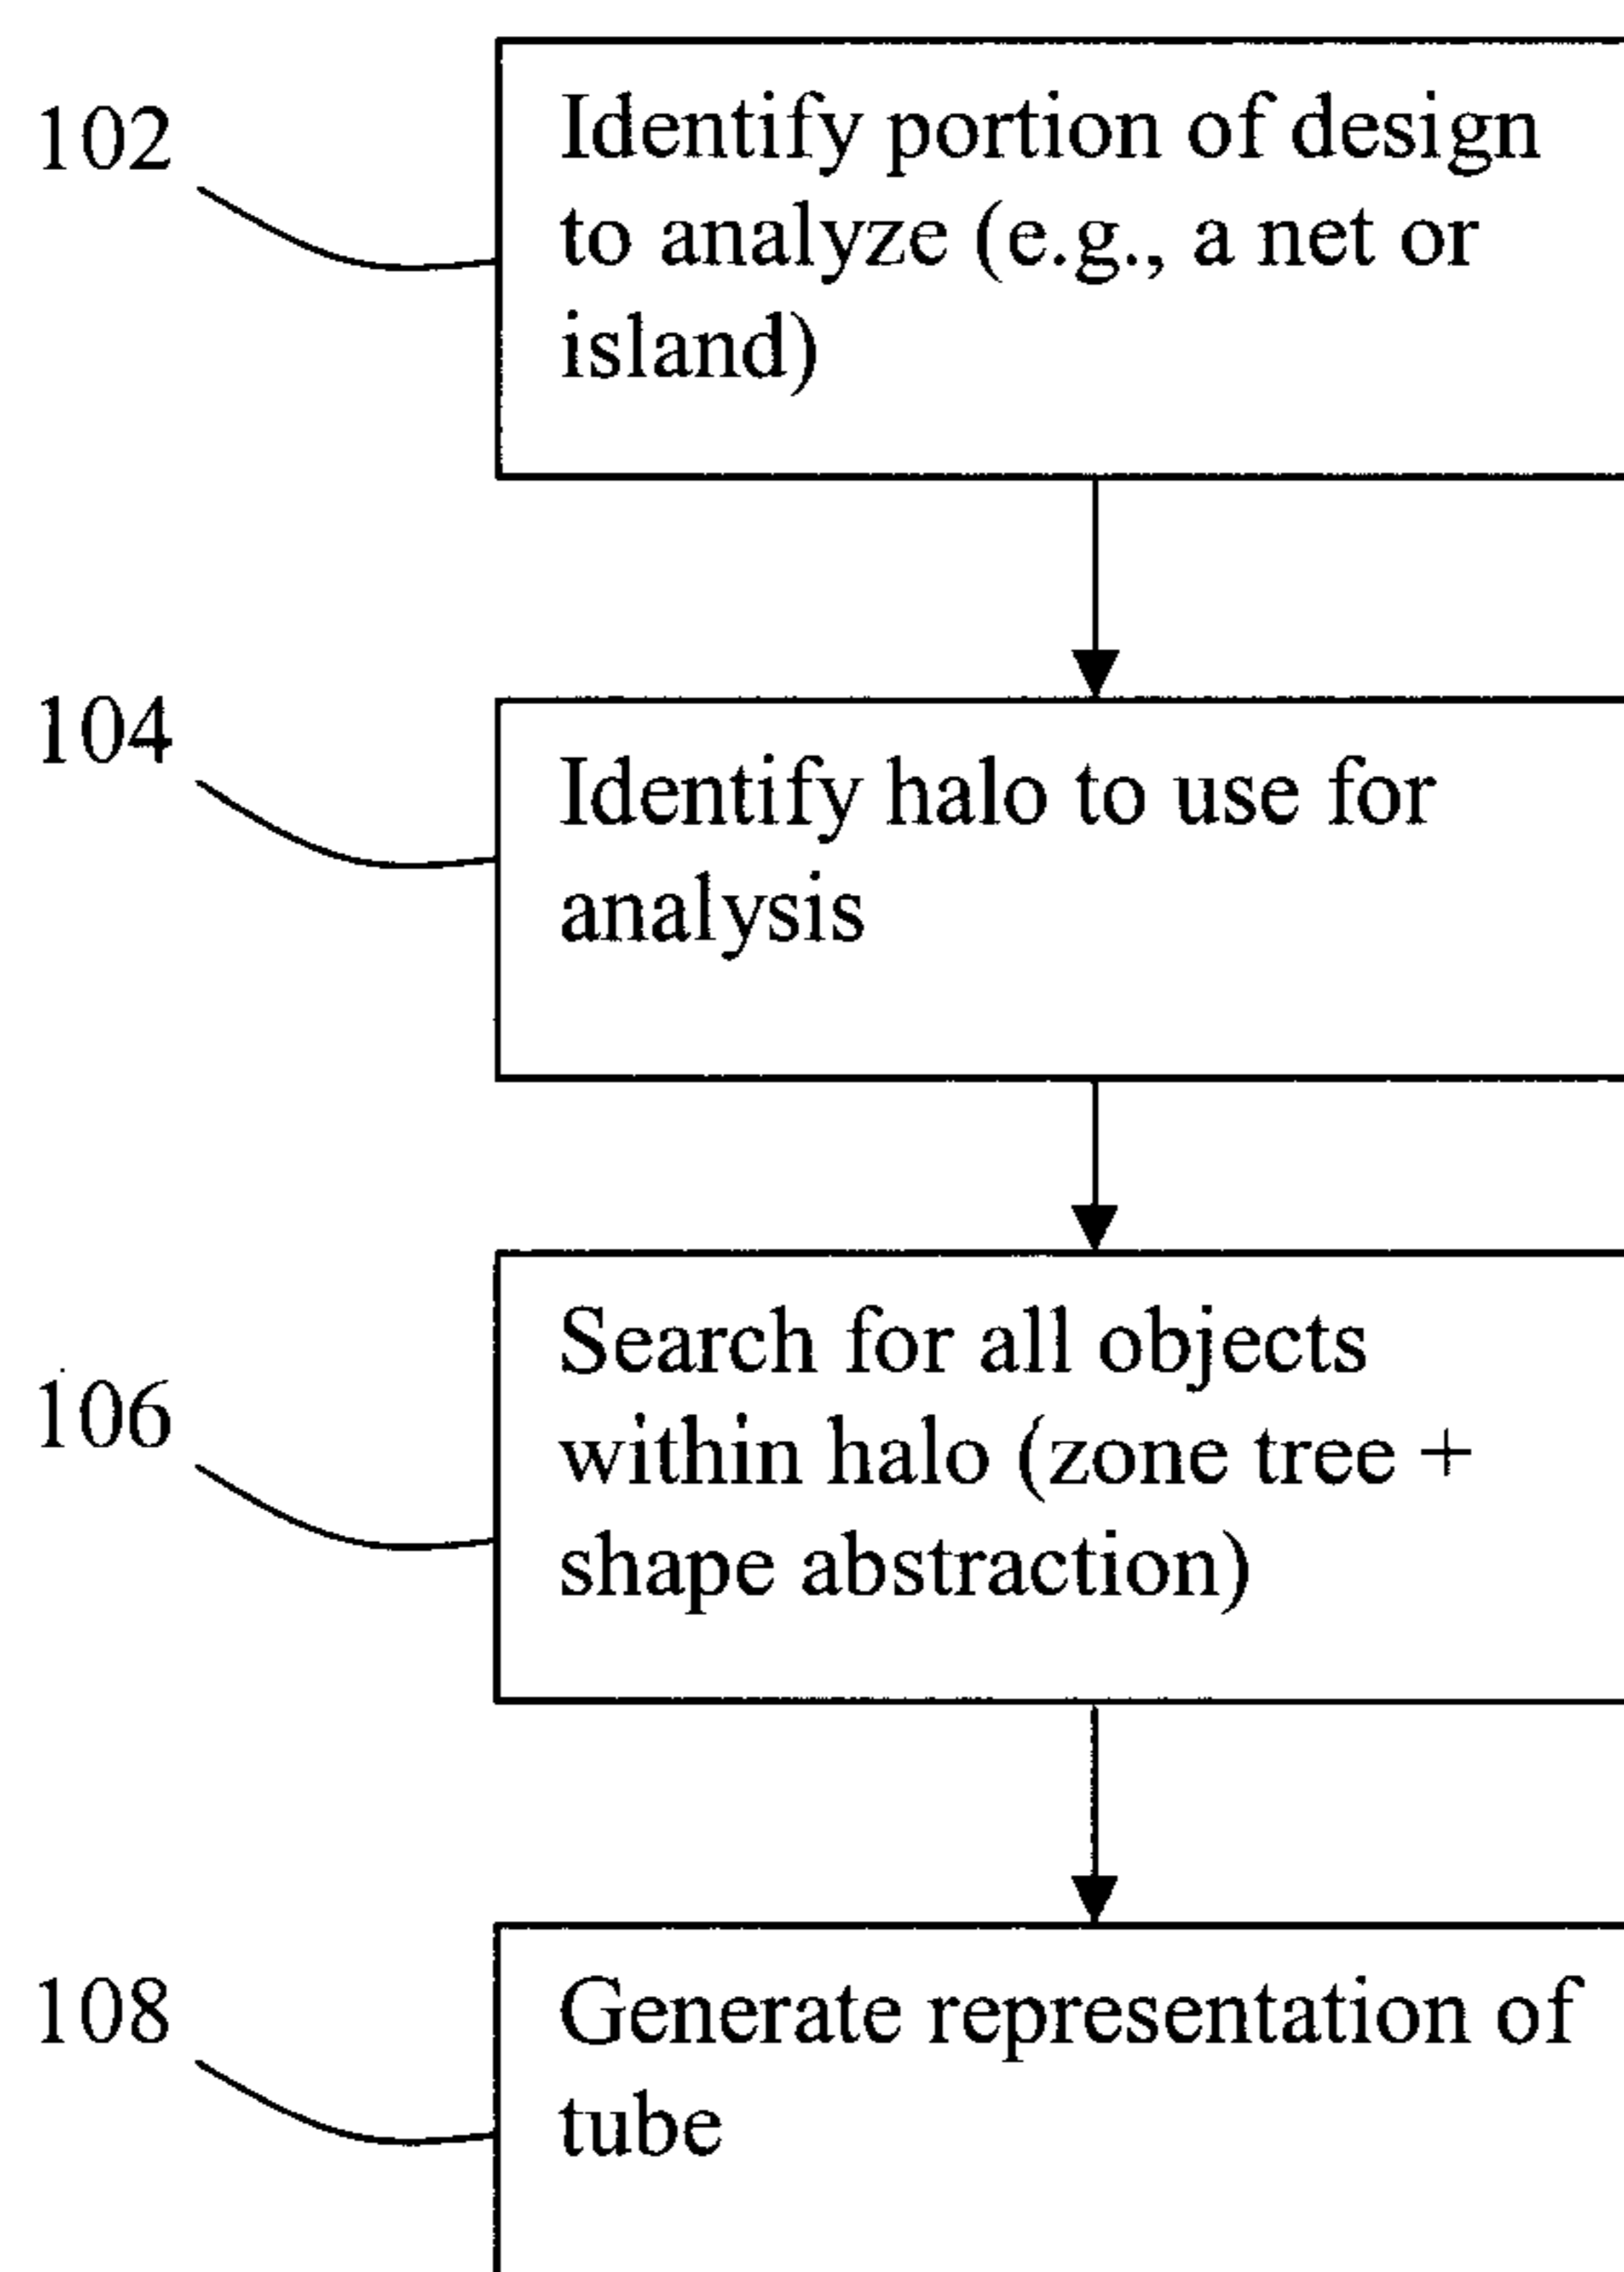 102
Identify portion of design
to analyze (e.g., a net or
island)
104
Identify halo to use for
analysis
106
Search for all objects
within halo (zone tree +
shape abstraction)
108
Generate representation of
tube